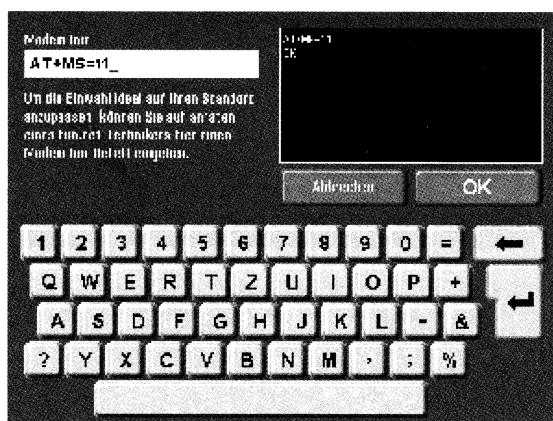 Modem Init
AT+MS=11_
Um die Einwahl ideal auf Ihren Standort
anzupassen, können Sie auf anraten
eines fun.net Technikers hier einen
Modem Init Befehl eingeben.
AT+MS=11
OK
Abbrechen
OK
1 2 3 4 5 6 7 8 9 0 = ←
Q W E R T Z U I O P + ↵
A S D F G H J K L - &
? Y X C V B N M , ; %